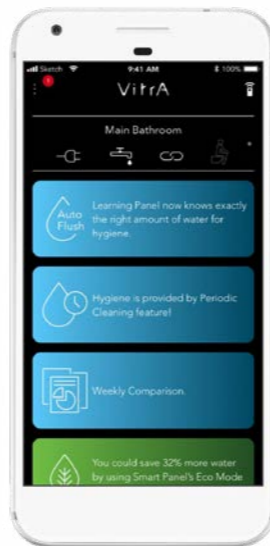 Sketch 9:41 AM 100%
1
VitrA
Main Bathroom
Auto
Flush
Learning Panel now knows exactly
the right amount of water for
hygiene.
Hygiene is provided by Periodic
Cleaning feature!
Weekly Comparison.
You could save 32% more water
by using Smart Panel's Eco Mode